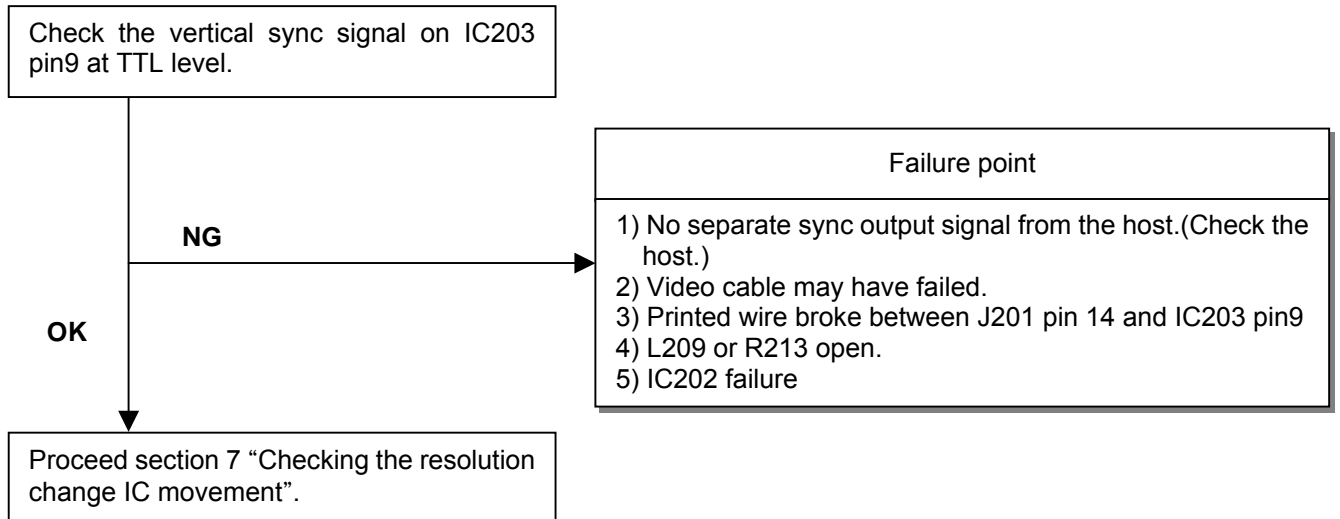 Check the vertical sync signal on IC203
pin9 at TTL level.
NG
Failure point
1) No separate sync output signal from the host.(Check the
host.)
2) Video cable may have failed.
3) Printed wire broke between J201 pin 14 and IC203 pin9
4) L209 or R213 open.
5) IC202 failure
OK
Proceed section 7 “Checking the resolution
change IC movement”.